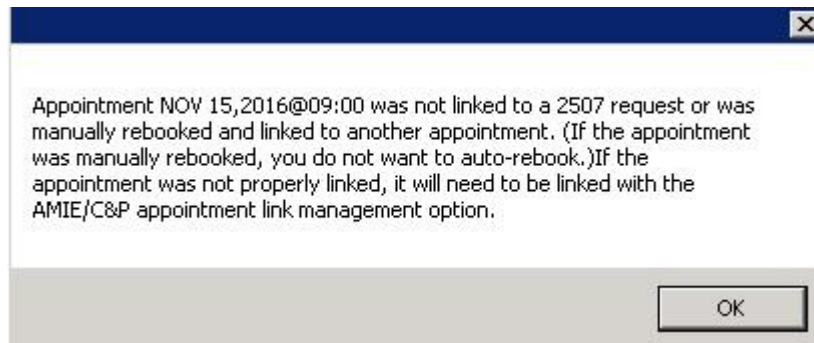 Appointment NOV 15,2016@09:00 was not linked to a 2507 request or was
manually rebooked and linked to another appointment. (If the appointment
was manually rebooked, you do not want to auto-rebook.)If the
appointment was not properly linked, it will need to be linked with the
AMIE/C&P appointment link management option.
OK